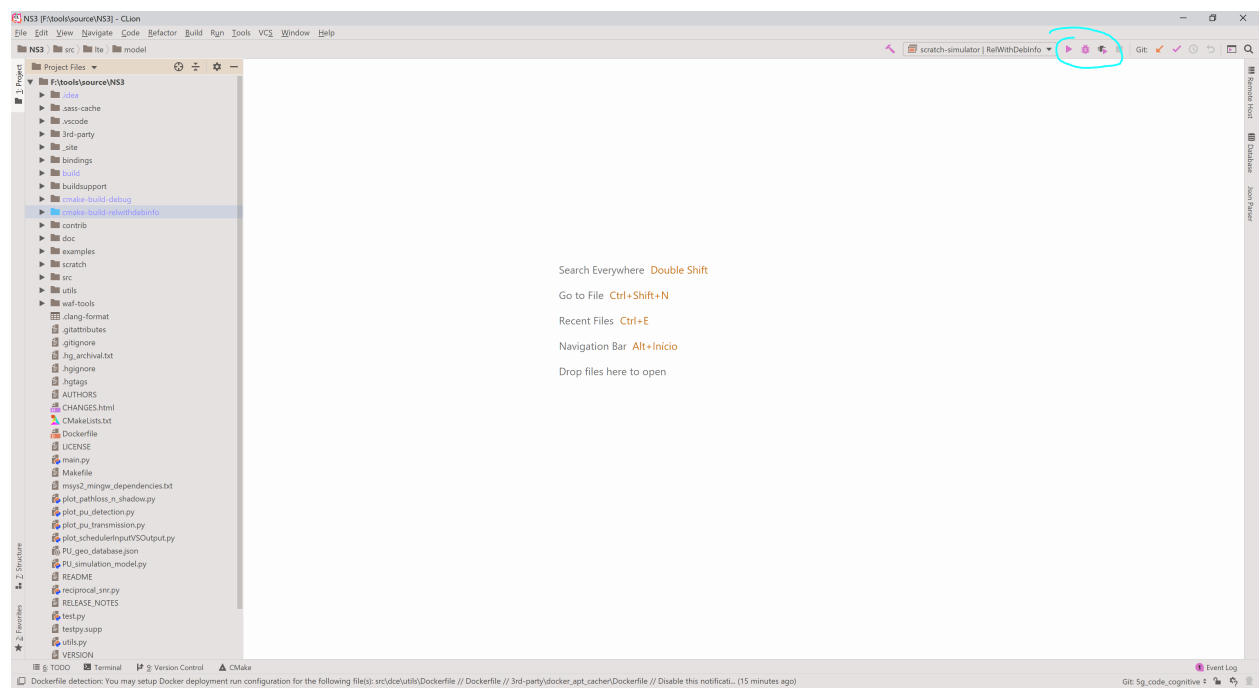 NS3 [F:\tools\source\NS3] - CLion
File Edit View Navigate Code Refactor Build Run Tools VCS Window Help
NS3 src lte model
scratch-simulator | RelWithDebInfo
Git:
1: Project
Project Files
F:\tools\source\NS3
.idea
.sass-cache
.vscode
3rd-party
_site
bindings
build
buildsupport
cmake-build-debug
cmake-build-relwithdebinfo
contrib
doc
examples
scratch
src
utils
waf-tools
.clang-format
.gitattributes
.gitignore
.hg_archival.txt
.hgignore
.hgtags
AUTHORS
CHANGES.html
CMakeLists.txt
Dockerfile
LICENSE
main.py
Makefile
msys2_mingw_dependencies.txt
plot_pathloss_n_shadow.py
plot_pu_detection.py
plot_pu_transmission.py
plot_schedulerInputVSOutput.py
PU_geo_database.json
PU_simulation_model.py
README
reciprocal_snr.py
RELEASE_NOTES
test.py
testpy.supp
utils.py
VERSION
Z: Structure
2: Favorites
Search Everywhere Double Shift
Go to File Ctrl+Shift+N
Recent Files Ctrl+E
Navigation Bar Alt+Início
Drop files here to open
Remote Host
Database
Json Parser
6: TODO Terminal 9: Version Control CMake
1 Event Log
Dockerfile detection: You may setup Docker deployment run configuration for the following file(s): src\dce\utils\Dockerfile // Dockerfile // 3rd-party\docker_apt_cacher\Dockerfile // Disable this notificati... (15 minutes ago)
Git: 5g_code_cognitive